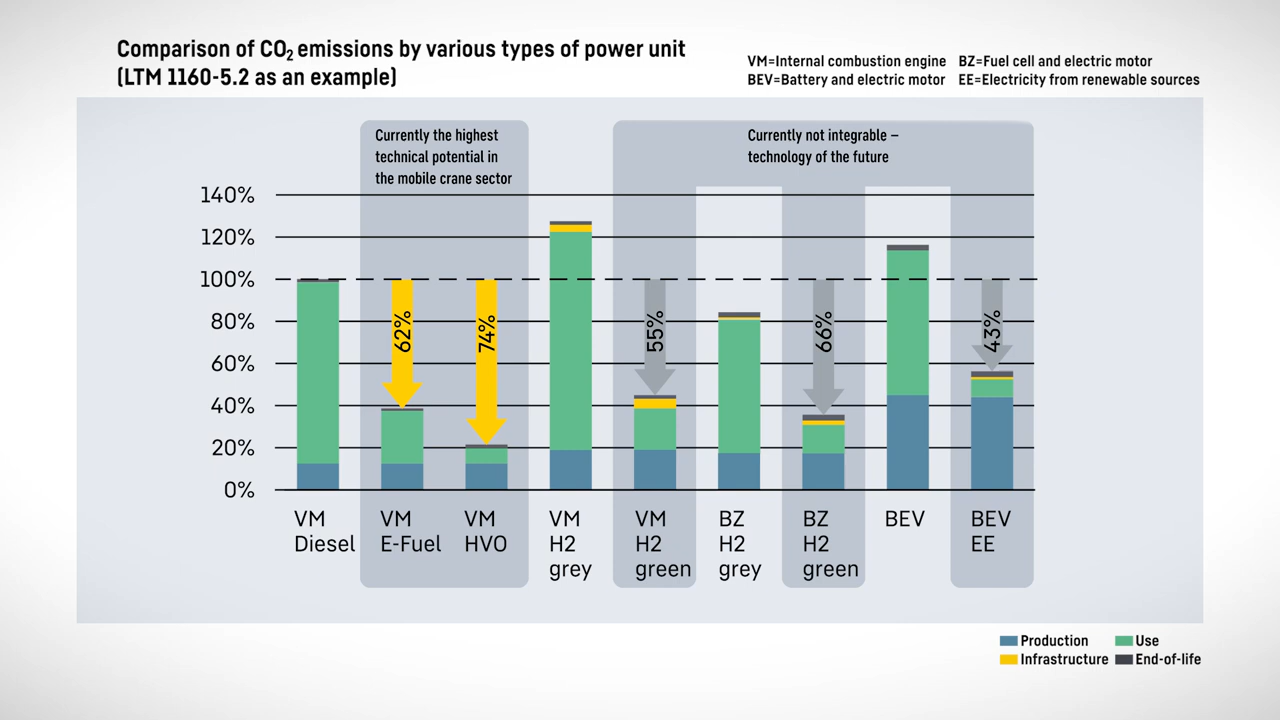 Comparison of CO2 emissions by various types of power unit
(LTM 1160-5.2 as an example)
VM=Internal combustion engine BZ=Fuel cell and electric motor
BEV=Battery and electric motor EE=Electricity from renewable sources
Currently the highest
technical potential in
the mobile crane sector
Currently not integrable –
technology of the future
140%
120%
100%
80%
60%
40%
20%
0%
62%
74%
55%
66%
43%
VM
Diesel
VM
E-Fuel
VM
HVO
VM
H2
grey
VM
H2
green
BZ
H2
grey
BZ
H2
green
BEV
BEV
EE
Production
Use
Infrastructure
End-of-life